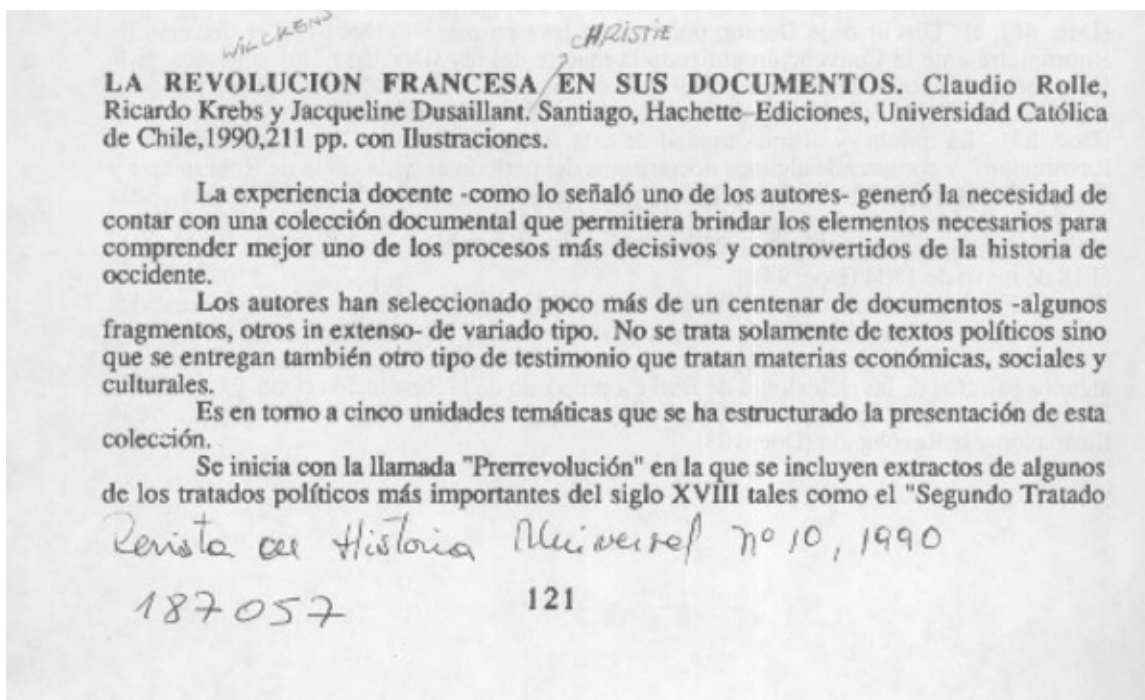 WILCKENS
CHRISTIE
LA REVOLUCION FRANCESA EN SUS DOCUMENTOS. Claudio Rolle,
Ricardo Krebs y Jacqueline Dusaillant. Santiago, Hachette-Ediciones, Universidad Católica
de Chile,1990,211 pp. con Ilustraciones.
La experiencia docente -como lo señaló uno de los autores- generó la necesidad de
contar con una colección documental que permitiera brindar los elementos necesarios para
comprender mejor uno de los procesos más decisivos y controvertidos de la historia de
occidente.
Los autores han seleccionado poco más de un centenar de documentos -algunos
fragmentos, otros in extenso- de variado tipo. No se trata solamente de textos políticos sino
que se entregan también otro tipo de testimonio que tratan materias económicas, sociales y
culturales.
Es en torno a cinco unidades temáticas que se ha estructurado la presentación de esta
colección.
Se inicia con la llamada "Prerrevolución" en la que se incluyen extractos de algunos
de los tratados políticos más importantes del siglo XVIII tales como el "Segundo Tratado
Revista de Historia Universal nº 10, 1990
187057
121